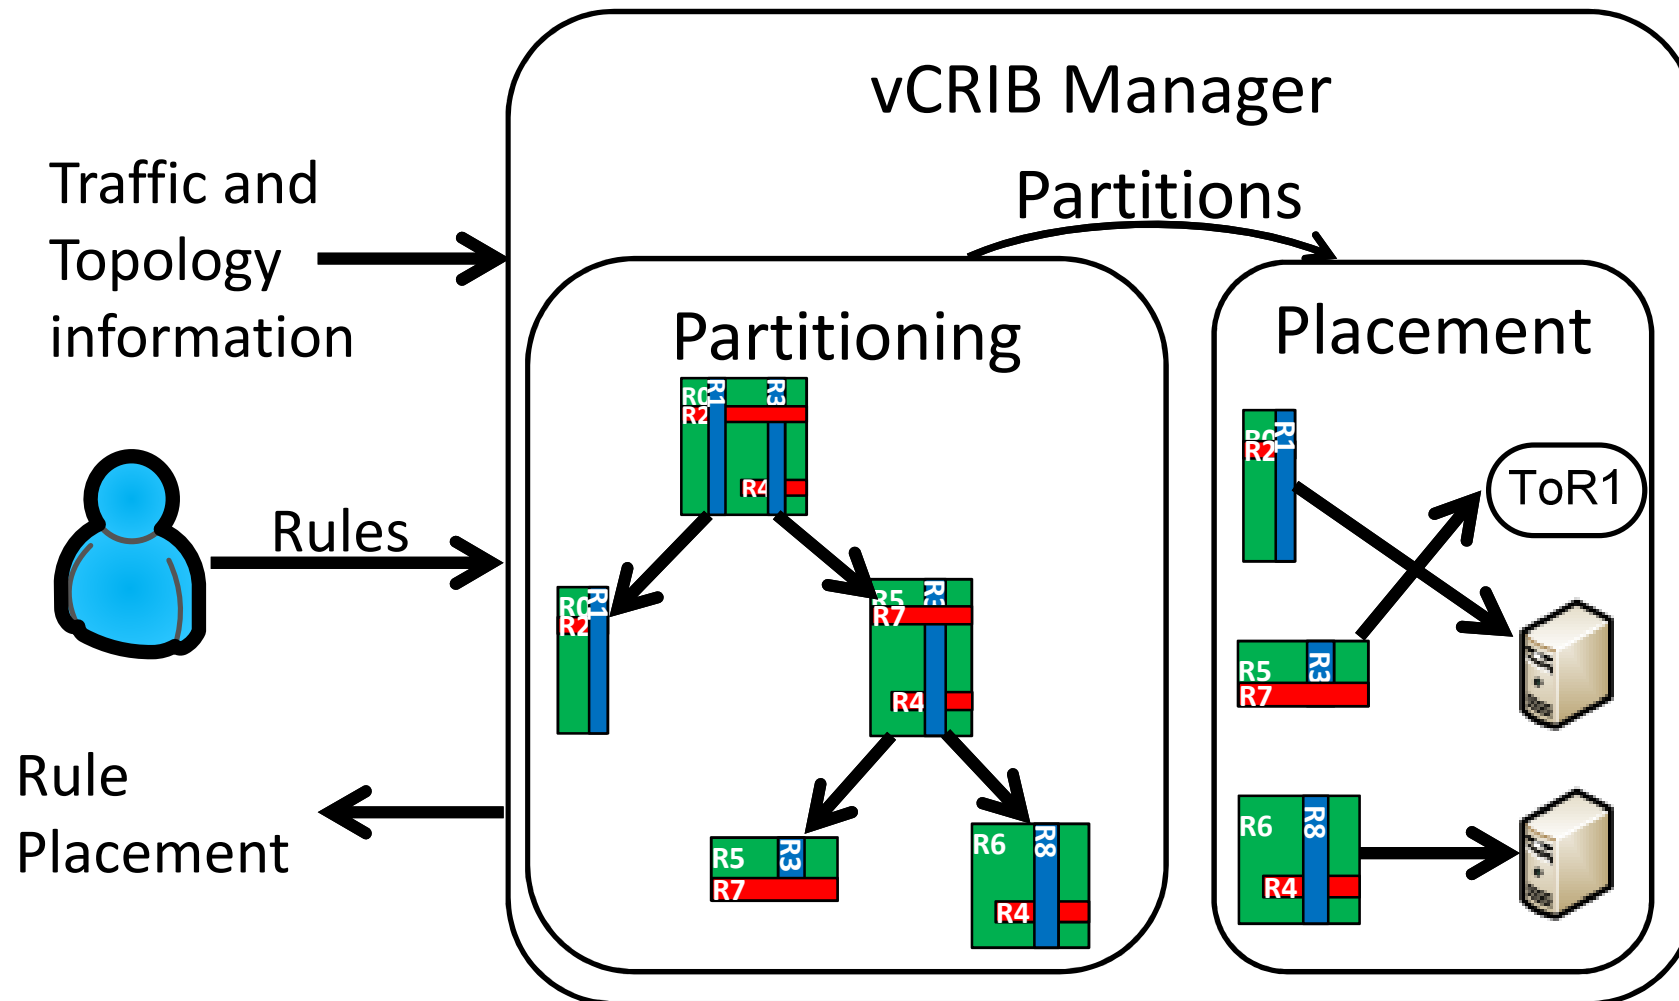 vCRIB Manager
Traffic and
Topology
information
Partitions
Partitioning
Placement
R0
R1
R3
R2
R4
R0
R1
R2
R5
R3
R7
R4
R5
R3
R7
R6
R8
R4
R0
R1
R2
ToR1
R5
R3
R7
R6
R8
R4
Rules
Rule
Placement